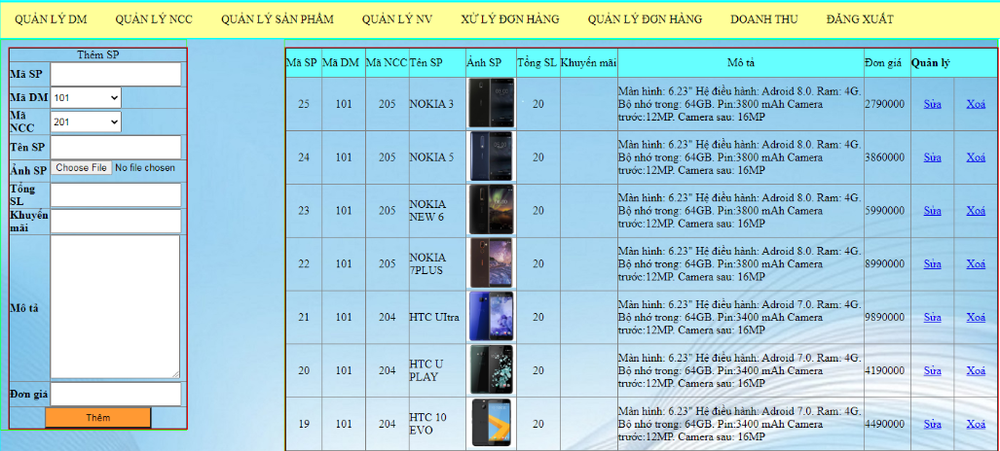 QUẢN LÝ DM QUẢN LÝ NCC QUẢN LÝ SẢN PHẨM QUẢN LÝ NV XỬ LÝ ĐƠN HÀNG QUẢN LÝ ĐƠN HÀNG DOANH THU ĐĂNG XUẤT
Thêm SP
Mã SP
Mã DM 101
Mã
NCC 201
Tên SP
Ảnh SP Choose File No file chosen
Tổng
SL
Khuyến
mãi
Mô tả
Đơn giá
Thêm
Mã SP Mã DM Mã NCC Tên SP Ảnh SP Tổng SL Khuyến mãi Mô tả Đơn giá Quản lý
25 101 205 NOKIA 3 20 Màn hình: 6.23" Hệ điều hành: Adroid 8.0. Ram: 4G.
Bộ nhớ trong: 64GB. Pin:3800 mAh Camera
trước:12MP. Camera sau: 16MP 2790000 Sửa Xoá
24 101 205 NOKIA 5 20 Màn hình: 6.23" Hệ điều hành: Adroid 8.0. Ram: 4G.
Bộ nhớ trong: 64GB. Pin:3800 mAh Camera
trước:12MP. Camera sau: 16MP 3860000 Sửa Xoá
23 101 205 NOKIA
NEW 6 20 Màn hình: 6.23" Hệ điều hành: Adroid 8.0. Ram: 4G.
Bộ nhớ trong: 64GB. Pin:3800 mAh Camera
trước:12MP. Camera sau: 16MP 5990000 Sửa Xoá
22 101 205 NOKIA
7PLUS 20 Màn hình: 6.23" Hệ điều hành: Adroid 8.0. Ram: 4G.
Bộ nhớ trong: 64GB. Pin:3800 mAh Camera
trước:12MP. Camera sau: 16MP 8990000 Sửa Xoá
21 101 204 HTC UItra 20 Màn hình: 6.23" Hệ điều hành: Adroid 7.0. Ram: 4G.
Bộ nhớ trong: 64GB. Pin:3400 mAh Camera
trước:12MP. Camera sau: 16MP 9890000 Sửa Xoá
20 101 204 HTC U
PLAY 20 Màn hình: 6.23" Hệ điều hành: Adroid 7.0. Ram: 4G.
Bộ nhớ trong: 64GB. Pin:3400 mAh Camera
trước:12MP. Camera sau: 16MP 4190000 Sửa Xoá
19 101 204 HTC 10
EVO 20 Màn hình: 6.23" Hệ điều hành: Adroid 7.0. Ram: 4G.
Bộ nhớ trong: 64GB. Pin:3400 mAh Camera
trước:12MP. Camera sau: 16MP 4490000 Sửa Xoá